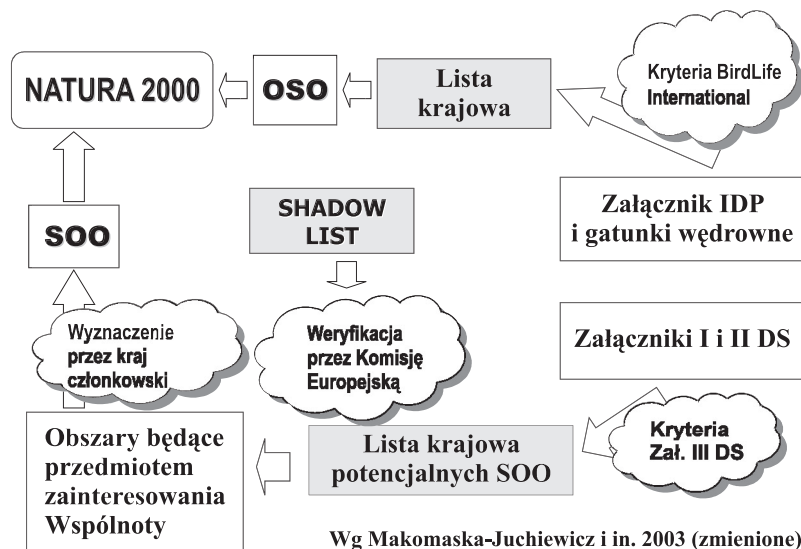 NATURA 2000
OSO
Lista
krajowa
Kryteria BirdLife
International
Załącznik IDP
i gatunki wędrowne
SOO
SHADOW
LIST
Wyznaczenie
przez kraj
członkowski
Weryfikacja
przez Komisję
Europejską
Załączniki I i II DS
Obszary będące
przedmiotem
zainteresowania
Wspólnoty
Lista krajowa
potencjalnych SOO
Kryteria
Zał. III DS
Wg Makomaska-Juchiewicz i in. 2003 (zmienione)